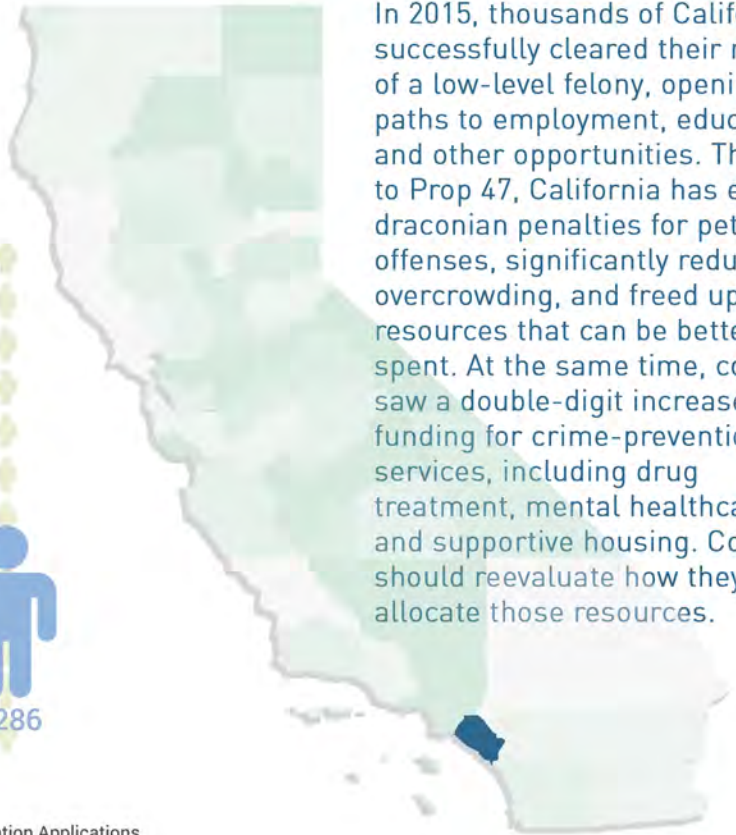 In 2015, thousands of Calif
successfully cleared their r
of a low-level felony, openi
paths to employment, educ
and other opportunities. Th
to Prop 47, California has e
draconian penalties for pet
offenses, significantly redu
overcrowding, and freed up
resources that can be bette
spent. At the same time, co
saw a double-digit increase
funding for crime-preventio
services, including drug
treatment, mental healthca
and supportive housing. Co
should reevaluate how they
allocate those resources.
286
tion Applications